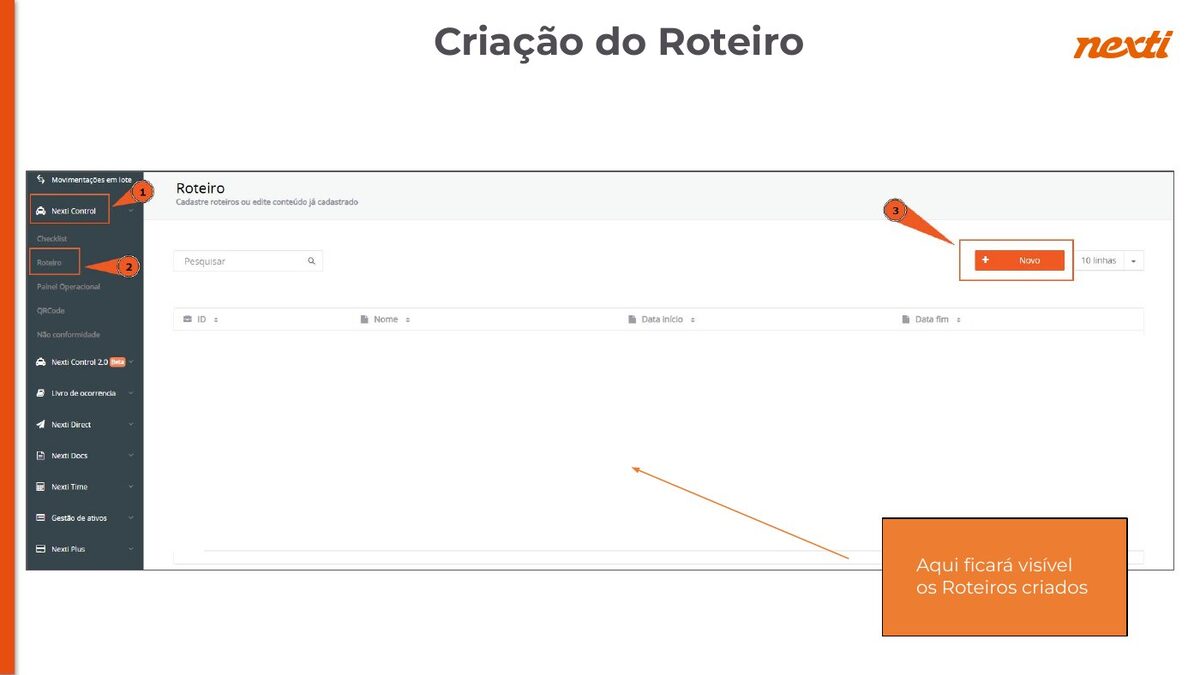 Criação do Roteiro
nexti
Movimentações em lote
1
Nexti Control
Checklist
Roteiro
2
Painel Operacional
QRCode
Não conformidade
Nexti Control 2.0 Beta
Livro de ocorrencia
Nexti Direct
Nexti Docs
Nexti Time
Gestão de ativos
Nexti Plus
Roteiro
Cadastre roteiros ou edite conteúdo já cadastrado
3
Pesquisar
+ Novo
10 linhas
ID
Nome
Data início
Data fim
Aqui ficará visível
os Roteiros criados